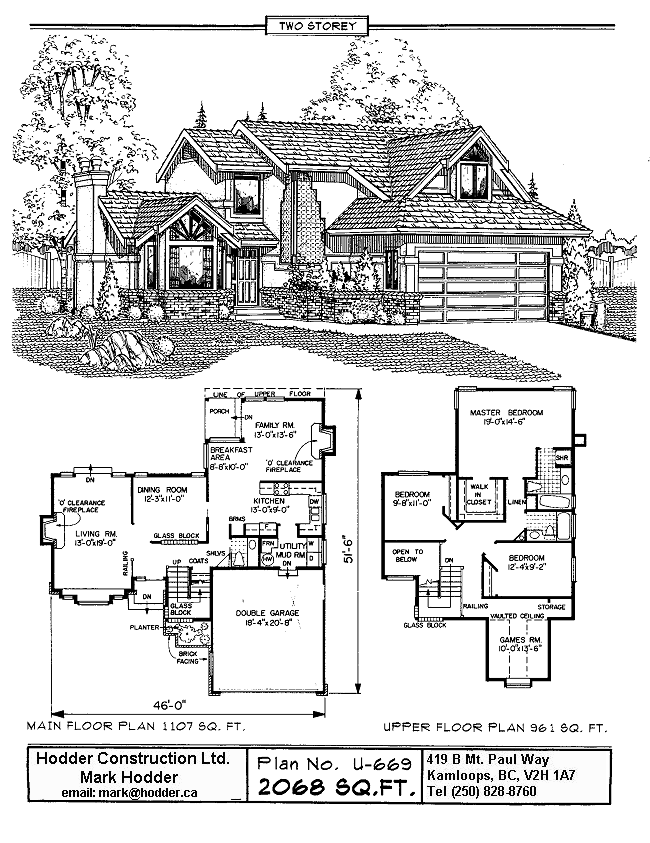 TWO STOREY
LINE OF UPPER FLOOR
PORCH
DN
FAMILY RM.
13'-0"x13'-6"
BREAKFAST
AREA
8'-8"x10'-0"
'O' CLEARANCE
FIREPLACE
DN
'O' CLEARANCE
FIREPLACE
LIVING RM.
13'-0"x19'-0"
DINING ROOM
12'-3"x11'-0"
KITCHEN
13'-0"x9'-0"
DW
GLASS BLOCK
BRMS
F
RAILING
SHLVS
FRN
HW
UTILITY
MUD RM.
W
D
DN
UP
COATS
DN
GLASS
BLOCK
PLANTER
BRICK
FACING
DOUBLE GARAGE
18'-4"x20'-8"
51'-6"
46'-0"
MAIN FLOOR PLAN 1107 SQ. FT.
MASTER BEDROOM
19'-0"x14'-6"
SHR
BEDROOM
9'-8"x11'-0"
WALK
IN
CLOSET
LINEN
OPEN TO
BELOW
DN
BEDROOM
12'-4"x9'-2"
RAILING
STORAGE
VAULTED CEILING
GLASS BLOCK
GAMES RM.
10'-0"x13'-6"
UPPER FLOOR PLAN 961 SQ. FT.
Hodder Construction Ltd.
Mark Hodder
email: mark@hodder.ca
Plan No. U-669
2068 SQ.FT.
419 B Mt. Paul Way
Kamloops, BC, V2H 1A7
Tel (250) 828-8760